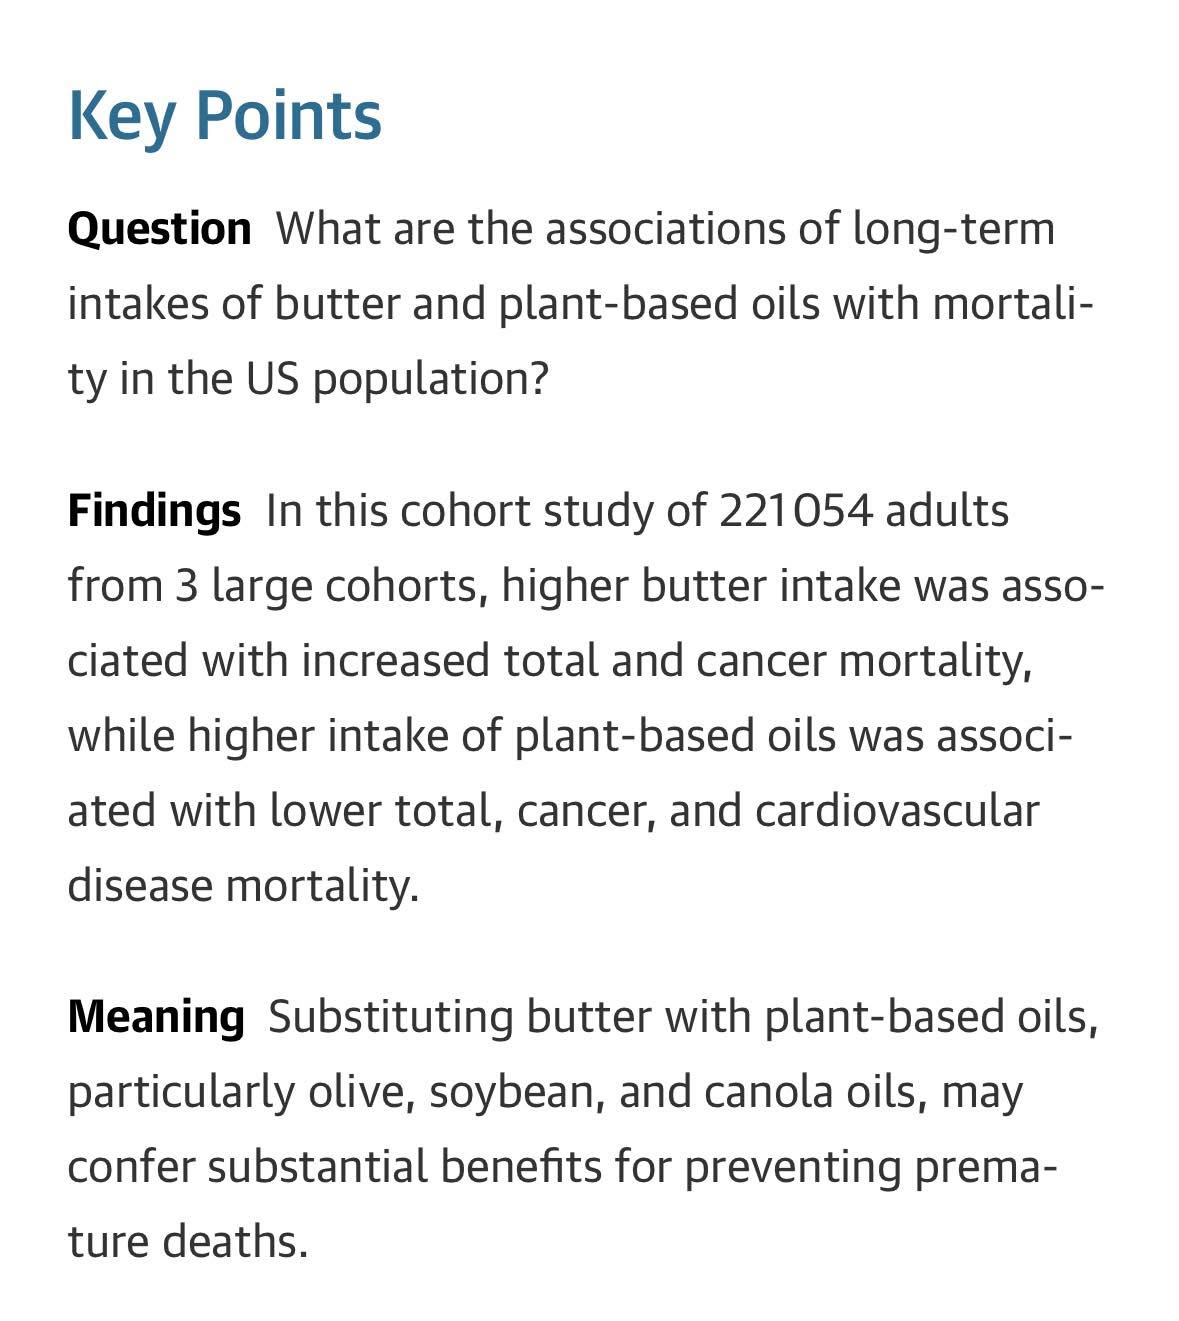 Key Points
Question What are the associations of long-term
intakes of butter and plant-based oils with mortali-
ty in the US population?
Findings In this cohort study of 221 054 adults
from 3 large cohorts, higher butter intake was asso-
ciated with increased total and cancer mortality,
while higher intake of plant-based oils was associ-
ated with lower total, cancer, and cardiovascular
disease mortality.
Meaning Substituting butter with plant-based oils,
particularly olive, soybean, and canola oils, may
confer substantial benefits for preventing prema-
ture deaths.